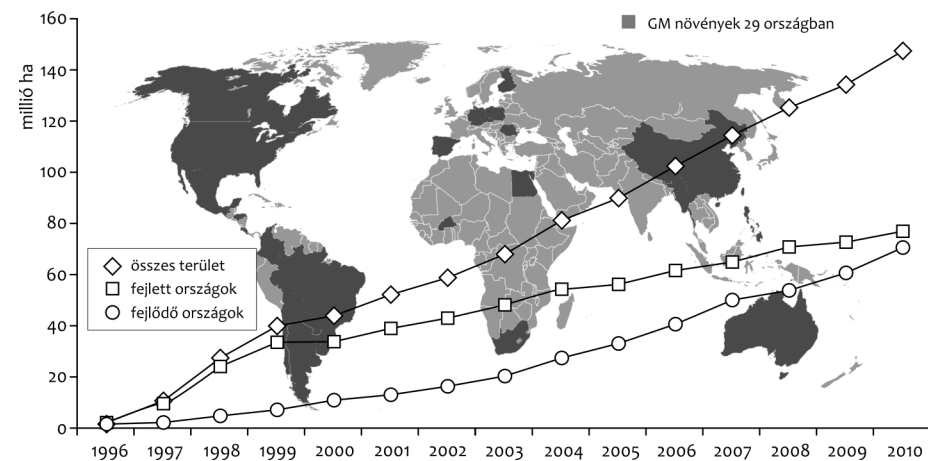 GM növények 29 országban
millió ha
160
140
120
100
80
60
40
20
0
összes terület
fejlett országok
fejlődő országok
1996 1997 1998 1999 2000 2001 2002 2003 2004 2005 2006 2007 2008 2009 2010